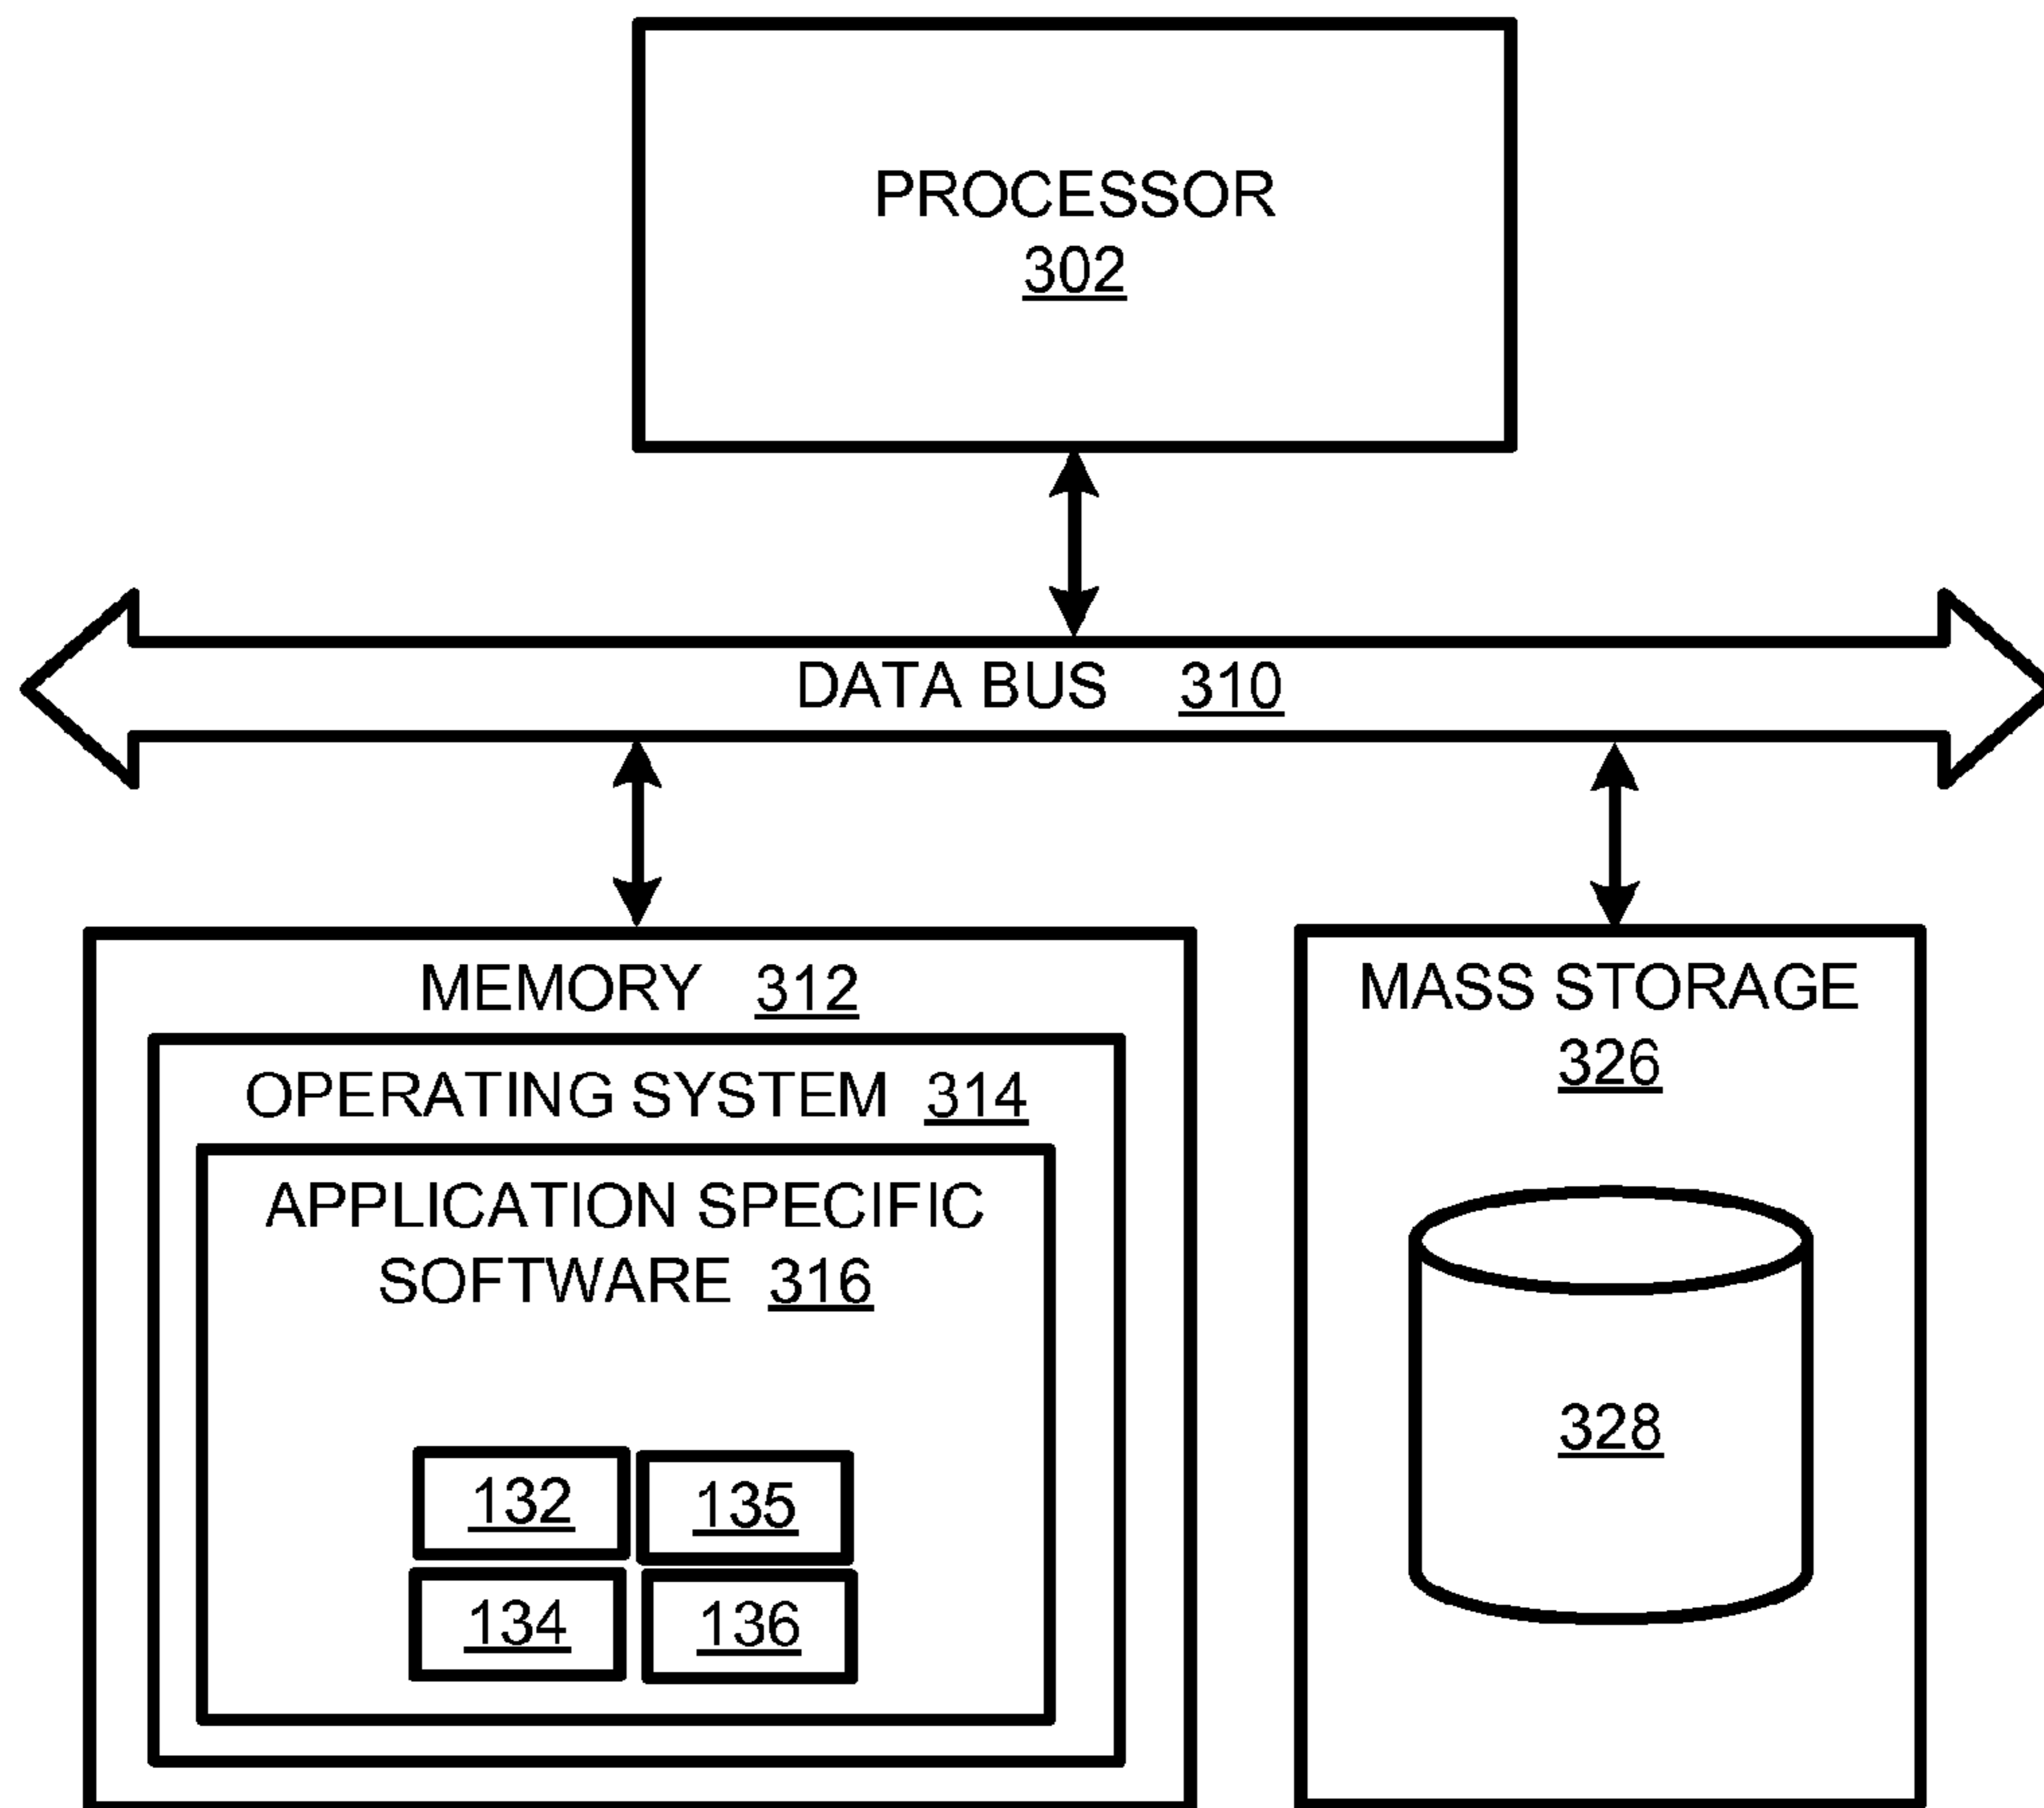 PROCESSOR
302
DATA BUS 310
MEMORY 312
OPERATING SYSTEM 314
APPLICATION SPECIFIC
SOFTWARE 316
132
135
134
136
MASS STORAGE
326
328